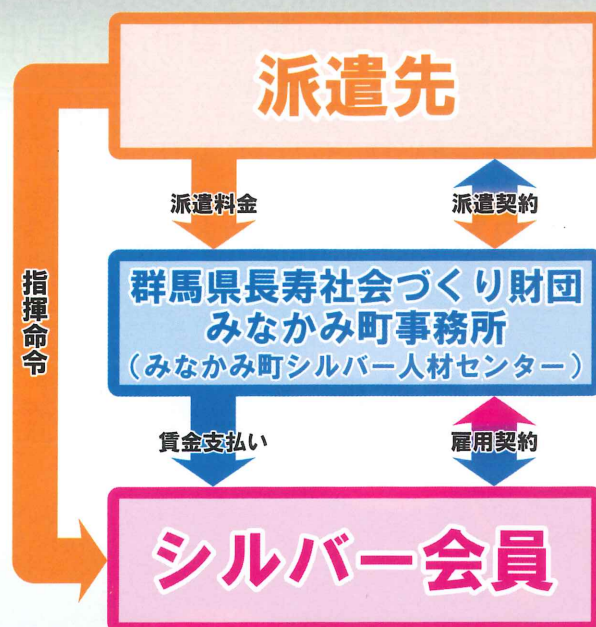 派遣先
派遣料金
派遣契約
指揮命令
群馬県長寿社会づくり財団
みなかみ町事務所
(みなかみ町シルバー人材センター)
賃金支払い
雇用契約
シルバー会員